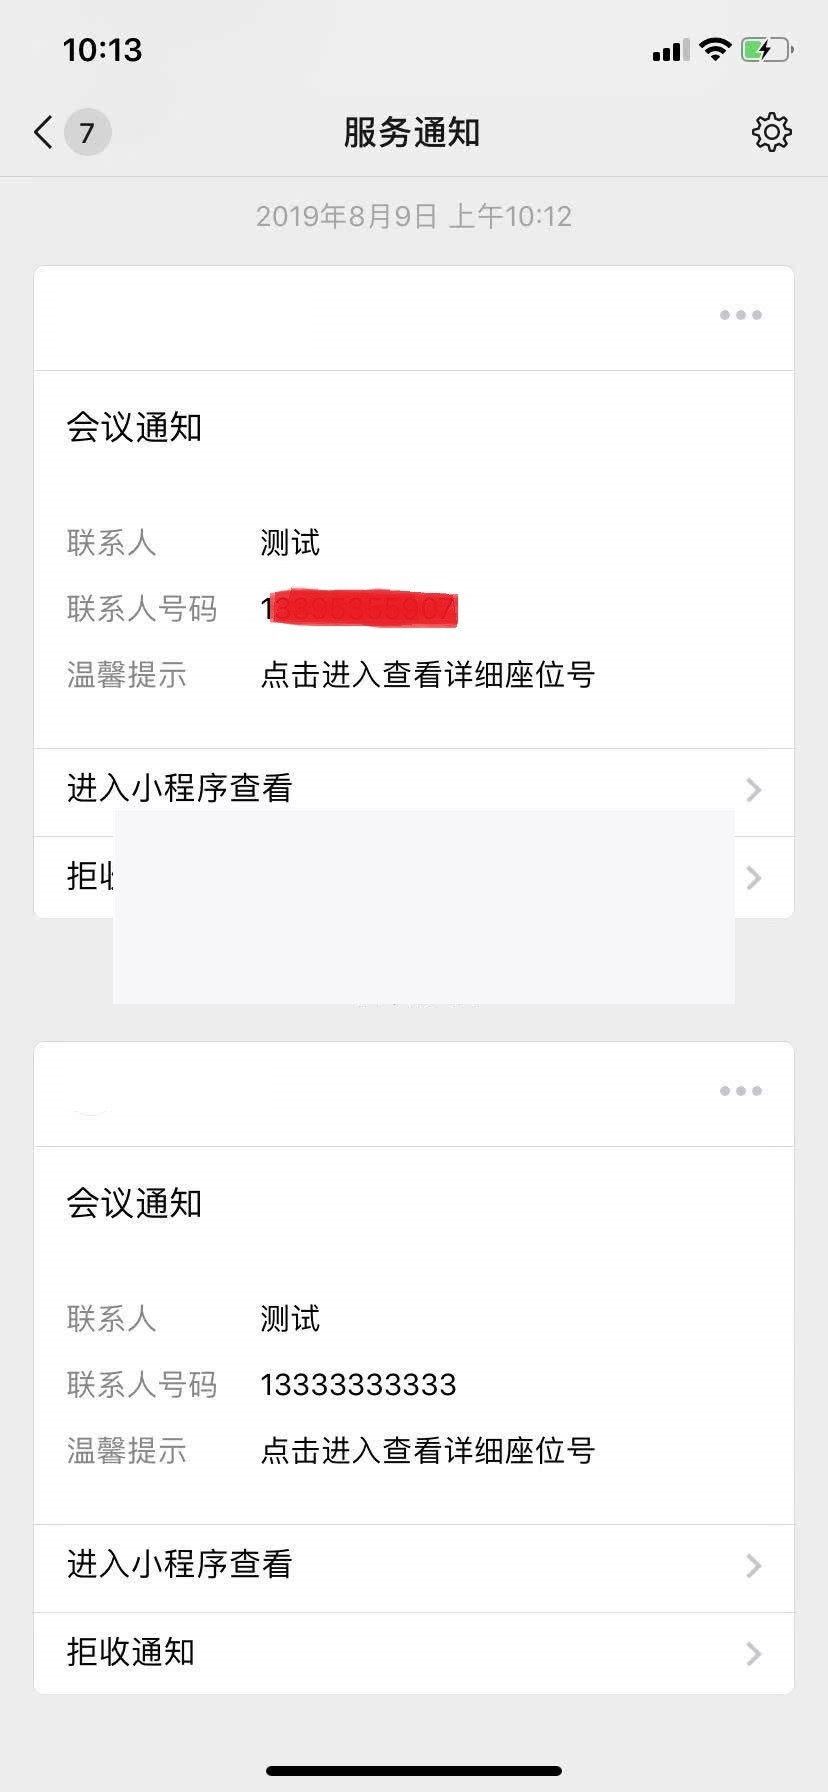 10:13
7
服务通知
2019年8月9日 上午10:12
会议通知
联系人 测试
联系人号码 1
温馨提示 点击进入查看详细座位号
进入小程序查看
拒
会议通知
联系人 测试
联系人号码 13333333333
温馨提示 点击进入查看详细座位号
进入小程序查看
拒收通知